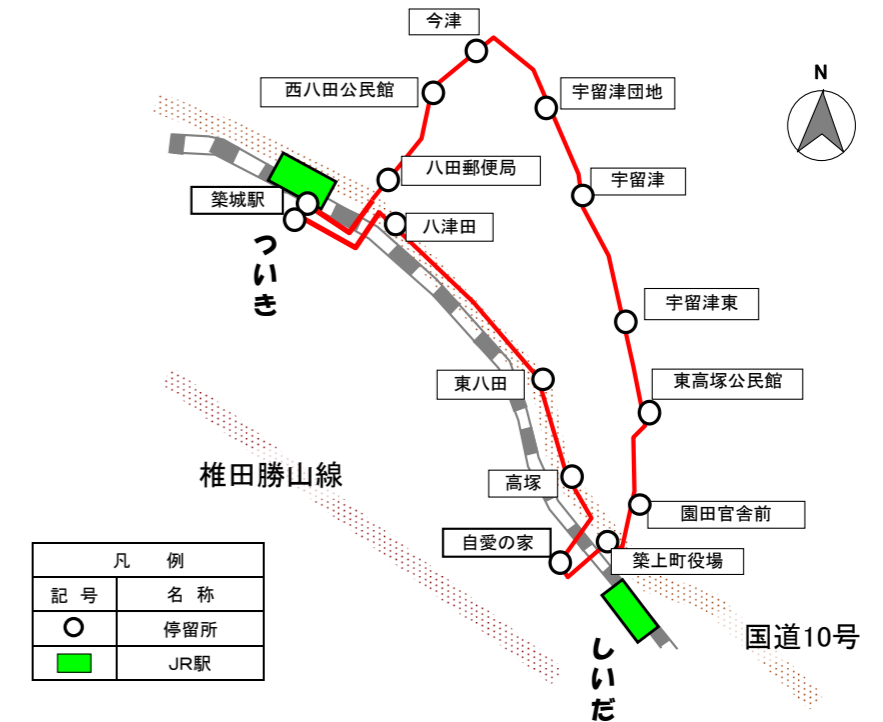 今津
西八田公民館
宇留津団地
N
八田郵便局
築城駅
宇留津
八津田
ついき
宇留津東
東八田
東高塚公民館
椎田勝山線
高塚
園田官舎前
自愛の家
築上町役場
凡 例
記 号 名 称
停留所
JR駅
国道10号
しいだ